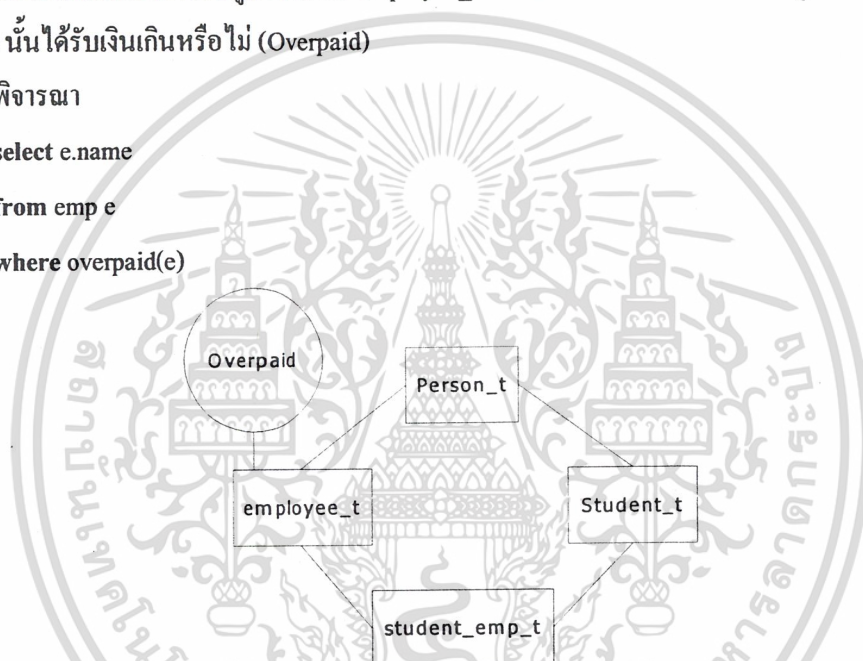 นั้นได้รับเงินเกินหรือไม่ (Overpaid)
พิจารณา
select e.name
from emp e
where overpaid(e)
Overpaid
Person_t
employee_t
Student_t
student_emp_t